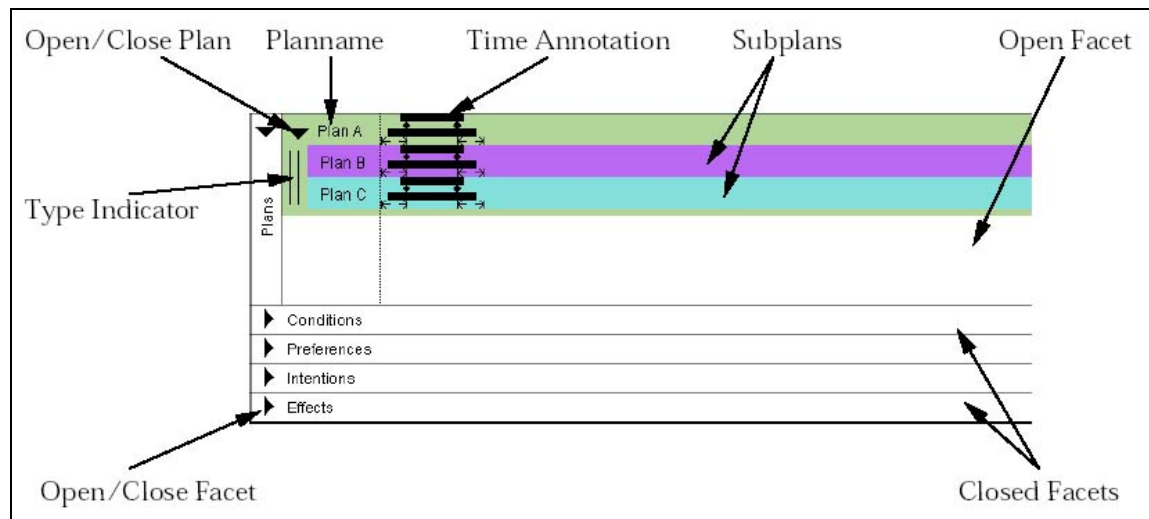 Open/Close Plan
Planname
Time Annotation
Subplans
Open Facet
Plan A
Plan B
Plan C
Type Indicator
Plans
Conditions
Preferences
Intentions
Effects
Open/Close Facet
Closed Facets